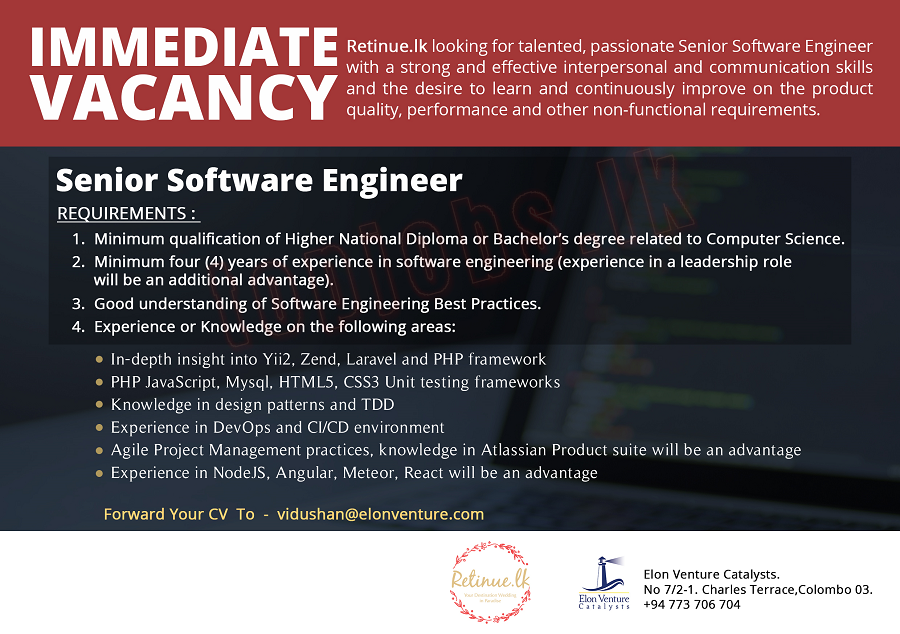 IMMEDIATE
VACANCY
Retinue.lk looking for talented, passionate Senior Software Engineer
with a strong and effective interpersonal and communication skills
and the desire to learn and continuously improve on the product
quality, performance and other non-functional requirements.
Senior Software Engineer
REQUIREMENTS :
1. Minimum qualification of Higher National Diploma or Bachelor's degree related to Computer Science.
2. Minimum four (4) years of experience in software engineering (experience in a leadership role
will be an additional advantage).
3. Good understanding of Software Engineering Best Practices.
4. Experience or Knowledge on the following areas:
• In-depth insight into Yii2, Zend, Laravel and PHP framework
• PHP JavaScript, Mysql, HTML5, CSS3 Unit testing frameworks
• Knowledge in design patterns and TDD
• Experience in DevOps and CI/CD environment
• Agile Project Management practices, knowledge in Atlassian Product suite will be an advantage
• Experience in NodeJS, Angular, Meteor, React will be an advantage
Forward Your CV To - vidushan@elonventure.com
Retinue.lk
Your Convenient Wedding
in Paradise
Elon Venture
Catalysts
Elon Venture Catalysts.
No 7/2-1. Charles Terrace,Colombo 03.
+94 773 706 704